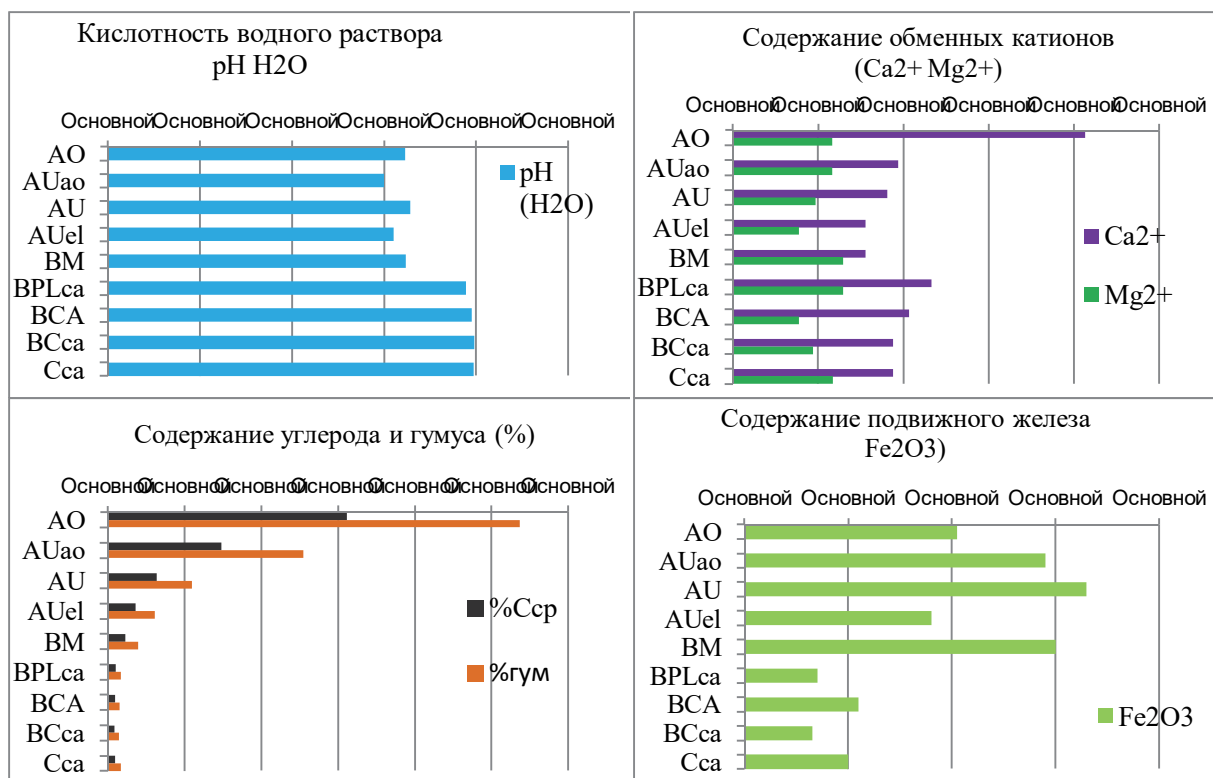 Кислотность водного раствора
pH H2O
Основной Основной Основной Основной Основной Основной
AO
AUao
AU
AUel
BM
BPLca
BCA
BCca
Cca
pH
(H2O)
Содержание обменных катионов
(Ca2+ Mg2+)
Основной Основной Основной Основной Основной Основной
AO
AUao
AU
AUel
BM
BPLca
BCA
BCca
Cca
Ca2+
Mg2+
Содержание углерода и гумуса (%)
Основной Основной Основной Основной Основной Основной Основной
AO
AUao
AU
AUel
BM
BPLca
BCA
BCca
Cca
%Cср
%гум
Содержание подвижного железа
Fe2O3)
Основной Основной Основной Основной Основной
AO
AUao
AU
AUel
BM
BPLca
BCA
BCca
Cca
Fe2O3